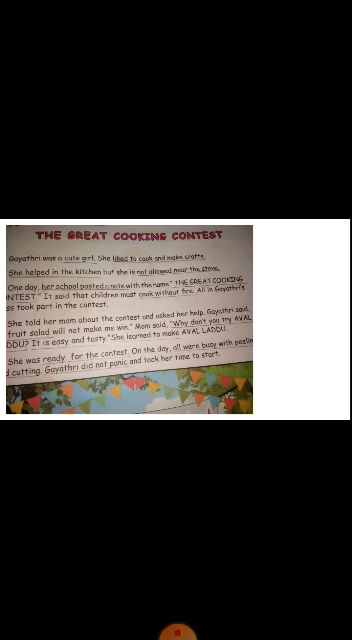 THE GREAT COOKING CONTEST
Gayathri was a cute girl. She liked to cook and make crafts.
She helped in the kitchen but she is not allowed near the stove.
One day, her school posted a note with the name" THE GREAT COOKING
NTEST." It said that children must cook without fire. All in Gayathri's
ss took part in the contest.
She told her mom about the contest and asked her help. Gayathri said,
fruit salad will not make me win." Mom said, "Why don't you try AVAL
DDU? It is easy and tasty."She learned to make AVAL LADDU.
She was ready for the contest. On the day, all were busy with peelin
d cutting. Gayathri did not panic and took her time to start.